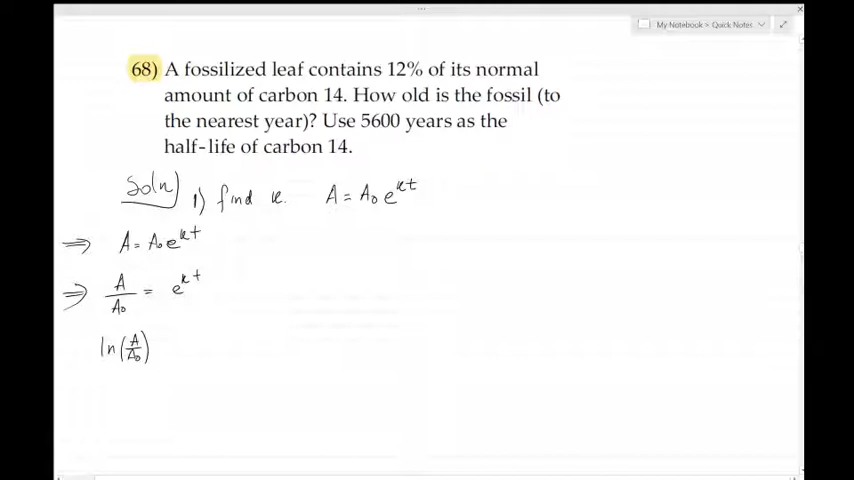 My Notebook > Quick Notes
68) A fossilized leaf contains 12% of its normal
amount of carbon 14. How old is the fossil (to
the nearest year)? Use 5600 years as the
half-life of carbon 14.
Soln) 1) find k. A = A₀e^kt
⇒ A = A₀e^kt
⇒ A/A₀ = e^kt
ln(A/A₀)